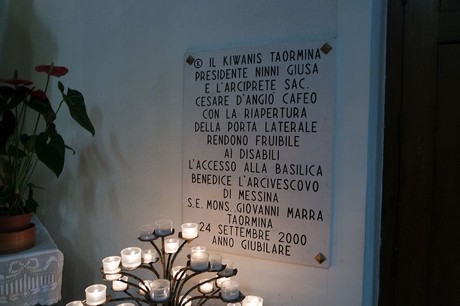 IL KIWANIS TAORMINA
PRESIDENTE NINNI GIUSA
E L'ARCIPRETE SAC.
CESARE D'ANGIÒ CAFEO
CON LA RIAPERTURA
DELLA PORTA LATERALE
RENDONO FRUIBILE
AI DISABILI
L'ACCESSO ALLA BASILICA
BENEDICE L'ARCIVESCOVO
DI MESSINA
S.E. MONS. GIOVANNI MARRA
TAORMINA
24 SETTEMBRE 2000
ANNO GIUBILARE